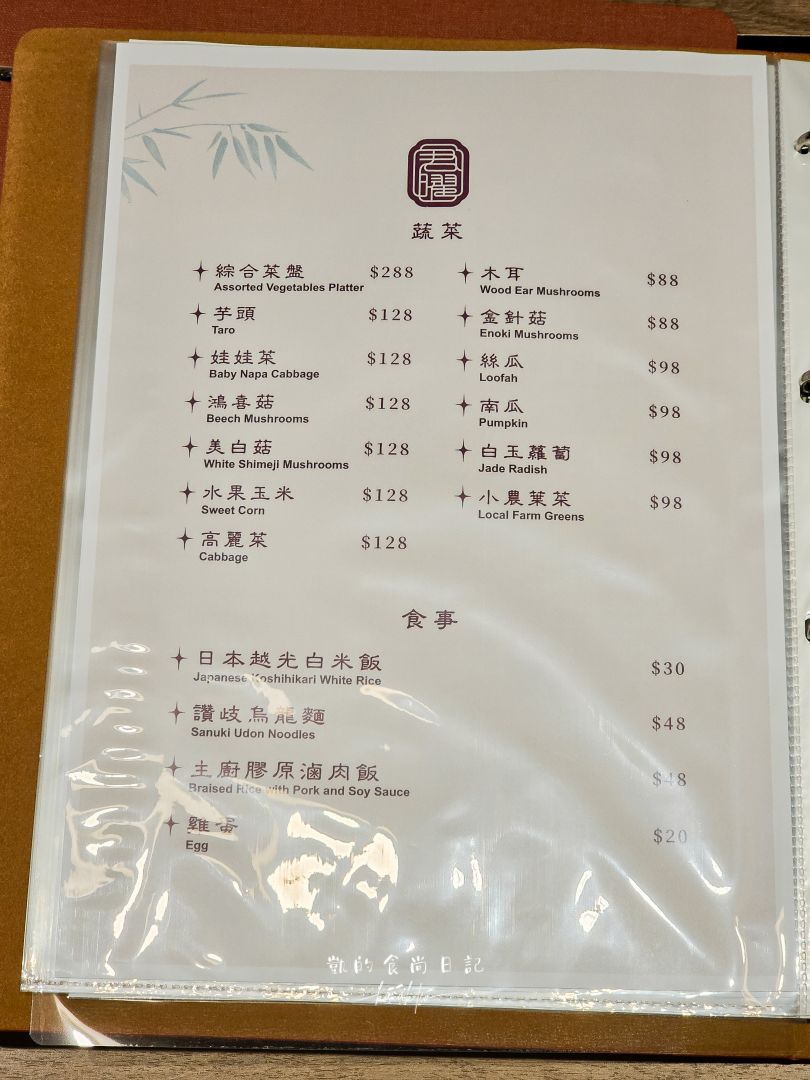 君曜
蔬菜
綜合菜盤 $288
Assorted Vegetables Platter
芋頭 $128
Taro
娃娃菜 $128
Baby Napa Cabbage
鴻喜菇 $128
Beech Mushrooms
美白菇 $128
White Shimeji Mushrooms
水果玉米 $128
Sweet Corn
高麗菜 $128
Cabbage
木耳 $88
Wood Ear Mushrooms
金針菇 $88
Enoki Mushrooms
絲瓜 $98
Loofah
南瓜 $98
Pumpkin
白玉蘿蔔 $98
Jade Radish
小農葉菜 $98
Local Farm Greens
食事
日本越光白米飯 $30
Japanese Koshihikari White Rice
讚岐烏龍麵 $48
Sanuki Udon Noodles
主廚膠原滷肉飯 $48
Braised Rice with Pork and Soy Sauce
雞蛋 $20
Egg
凱的食尚日記